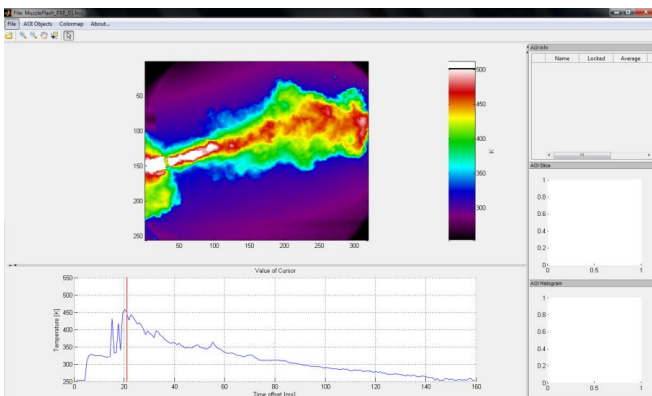 File: MuzzleFlash_FXE_01.hcc
File AOI Objects Colormap About...
AOI Info
Name Locked Average
50
100
150
200
250
50 100 150 200 250 300
500
450
400
350
300
K
AOI Slice
1
0.8
0.6
0.4
0.2
0
0 0.5 1
Value of Cursor
Temperature [K]
550
500
450
400
350
300
250
0 20 40 60 80 100 120 140 160
Time offset [ms]
AOI Histogram
1
0.8
0.6
0.4
0.2
0
0 0.5 1